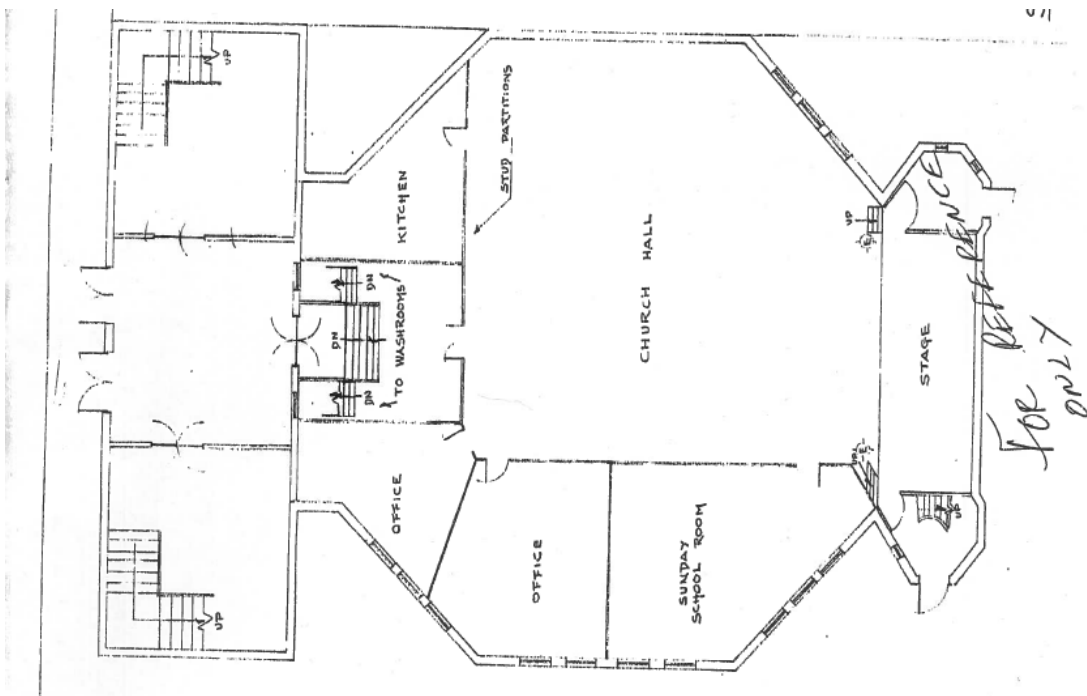 UP
UP
KITCHEN
STUD PARTITIONS
DN
DN
DN
TO WASHROOMS
CHURCH HALL
UP
E
STAGE
OFFICE
OFFICE
SUNDAY
SCHOOL ROOM
UP
E
UP
FOR REFERENCE
ONLY